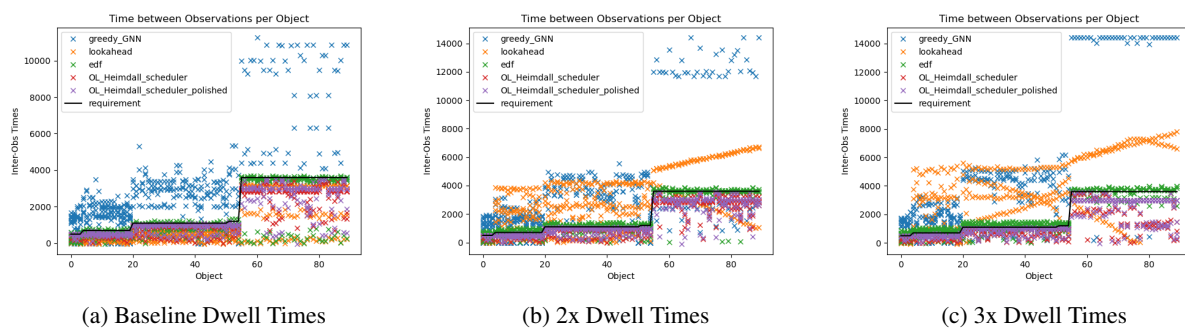 Time between Observations per Object
greedy_GNN
lookahead
edf
OL_Heimdall_scheduler
OL_Heimdall_scheduler_polished
requirement
Inter-Obs Times
10000
8000
6000
4000
2000
0
0 20 40 60 80
Object
(a) Baseline Dwell Times
Time between Observations per Object
greedy_GNN
lookahead
edf
OL_Heimdall_scheduler
OL_Heimdall_scheduler_polished
requirement
Inter-Obs Times
14000
12000
10000
8000
6000
4000
2000
0
0 20 40 60 80
Object
(b) 2x Dwell Times
Time between Observations per Object
greedy_GNN
lookahead
edf
OL_Heimdall_scheduler
OL_Heimdall_scheduler_polished
requirement
Inter-Obs Times
14000
12000
10000
8000
6000
4000
2000
0
0 20 40 60 80
Object
(c) 3x Dwell Times